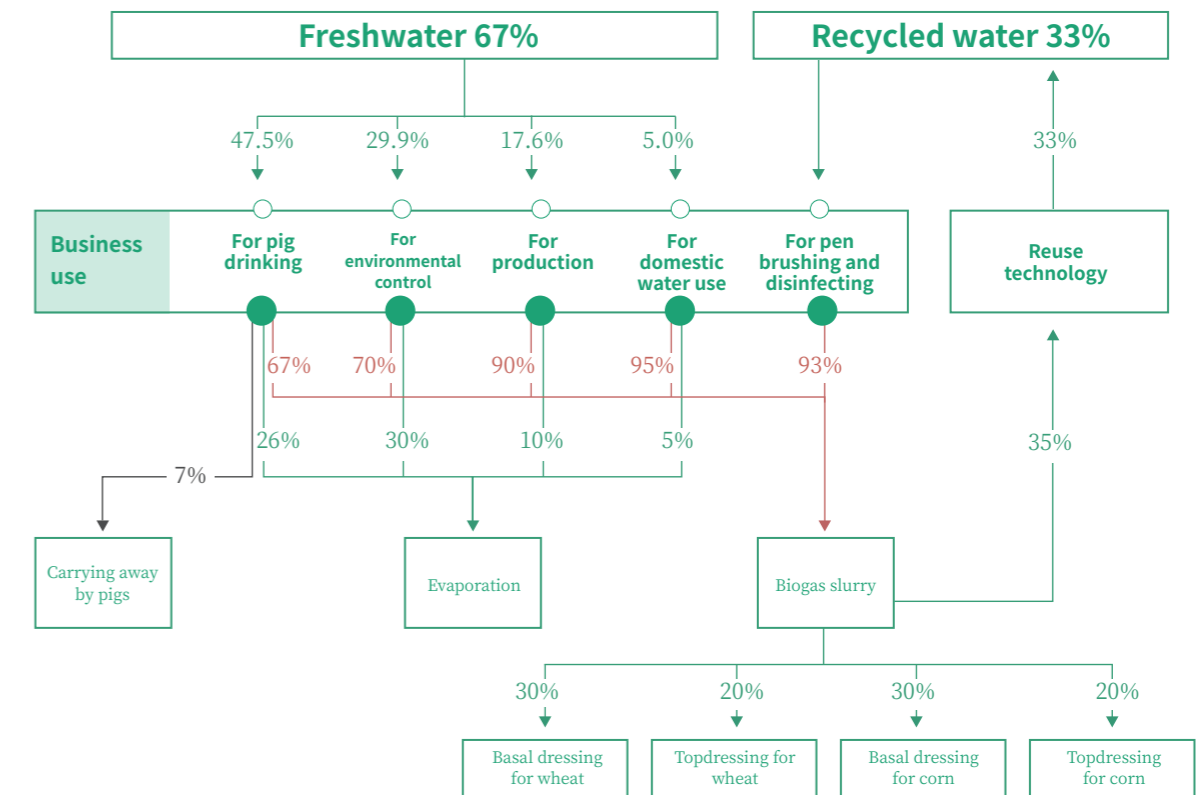 Freshwater 67%
Recycled water 33%
47.5%
29.9%
17.6%
5.0%
33%
Business
use
For pig
drinking
For
environmental
control
For
production
For
domestic
water use
For pen
brushing and
disinfecting
Reuse
technology
67%
70%
90%
95%
93%
26%
30%
10%
5%
35%
7%
Carrying away
by pigs
Evaporation
Biogas slurry
30%
20%
30%
20%
Basal dressing
for wheat
Topdressing for
wheat
Basal dressing
for corn
Topdressing
for corn